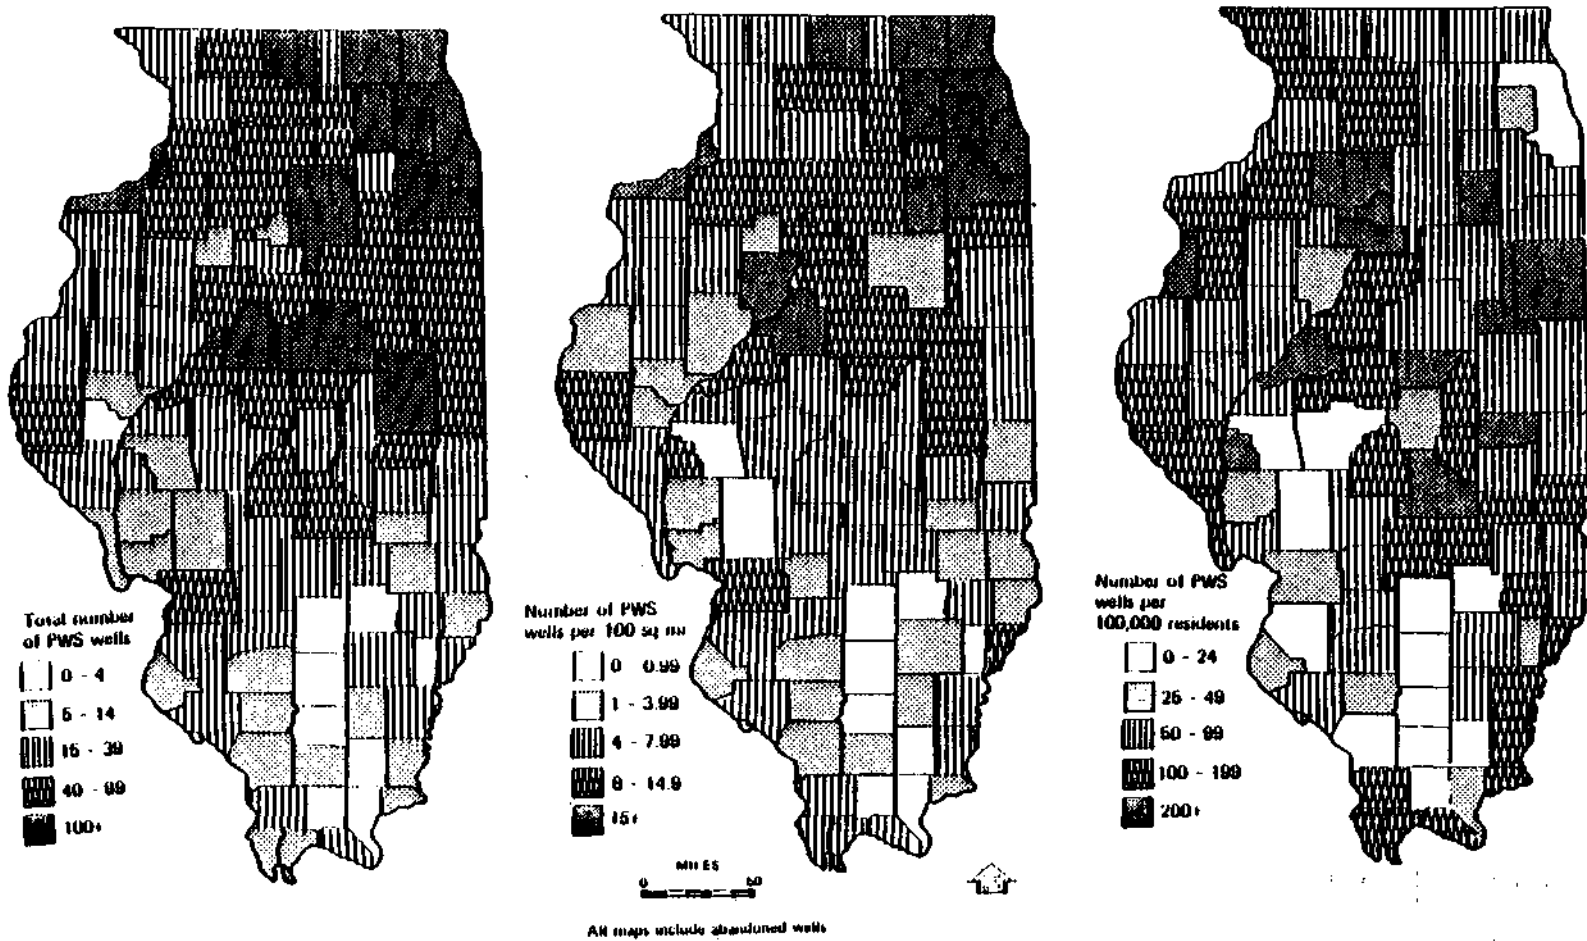 Total number
of PWS wells
0 - 4
5 - 14
15 - 39
40 - 99
100+
Number of PWS
wells per 100 sq mi
0 0.99
1 - 3.99
4 - 7.99
8 - 14.9
15+
MILES
0 50
All maps include abandoned wells
Number of PWS
wells per
100,000 residents
0 - 24
25 - 49
50 - 99
100 - 199
200+